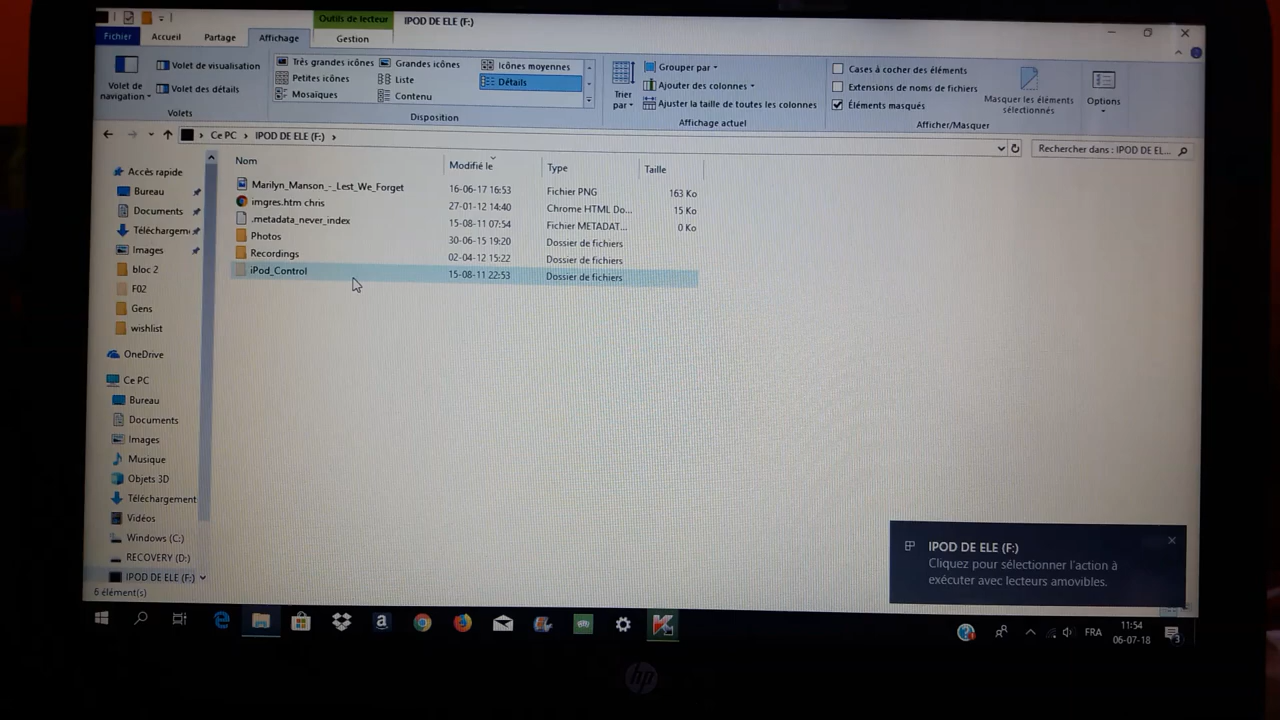 Outils de lecteur IPOD DE ELE (F:)
Fichier Accueil Partage Affichage Gestion
Volet de navigation
Volet de visualisation
Volet des détails
Volets
Très grandes icônes Grandes icônes Icônes moyennes
Petites icônes Liste Détails
Mosaïques Contenu
Disposition
Trier par
Grouper par
Ajouter des colonnes
Ajuster la taille de toutes les colonnes
Affichage actuel
Cases à cocher des éléments
Extensions de noms de fichiers
Éléments masqués
Masquer les éléments sélectionnés
Options
Afficher/Masquer
Ce PC > IPOD DE ELE (F:) >
Rechercher dans : IPOD DE EL...
Nom Modifié le Type Taille
Marilyn_Manson_-_Lest_We_Forget 16-06-17 16:53 Fichier PNG 163 Ko
imgres.htm chris 27-01-12 14:40 Chrome HTML Do... 15 Ko
.metadata_never_index 15-08-11 07:54 Fichier METADAT... 0 Ko
Photos 30-06-15 19:20 Dossier de fichiers
Recordings 02-04-12 15:22 Dossier de fichiers
iPod_Control 15-08-11 22:53 Dossier de fichiers
Accès rapide
Bureau
Documents
Téléchargem
Images
bloc 2
F02
Gens
wishlist
OneDrive
Ce PC
Bureau
Documents
Images
Musique
Objets 3D
Téléchargement
Vidéos
Windows (C:)
RECOVERY (D:)
IPOD DE ELE (F:)
6 élément(s)
IPOD DE ELE (F:)
Cliquez pour sélectionner l'action à
exécuter avec lecteurs amovibles.
FRA
11:54
06-07-18
3
hp